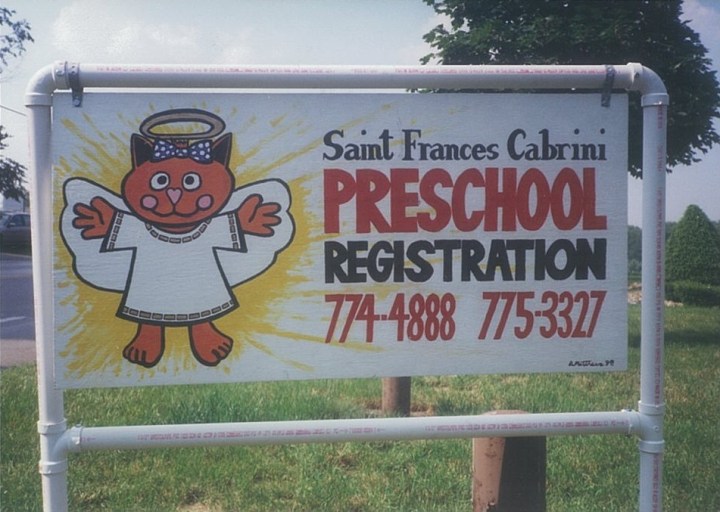 Saint Frances Cabrini
PRESCHOOL
REGISTRATION
774-4888 775-3327